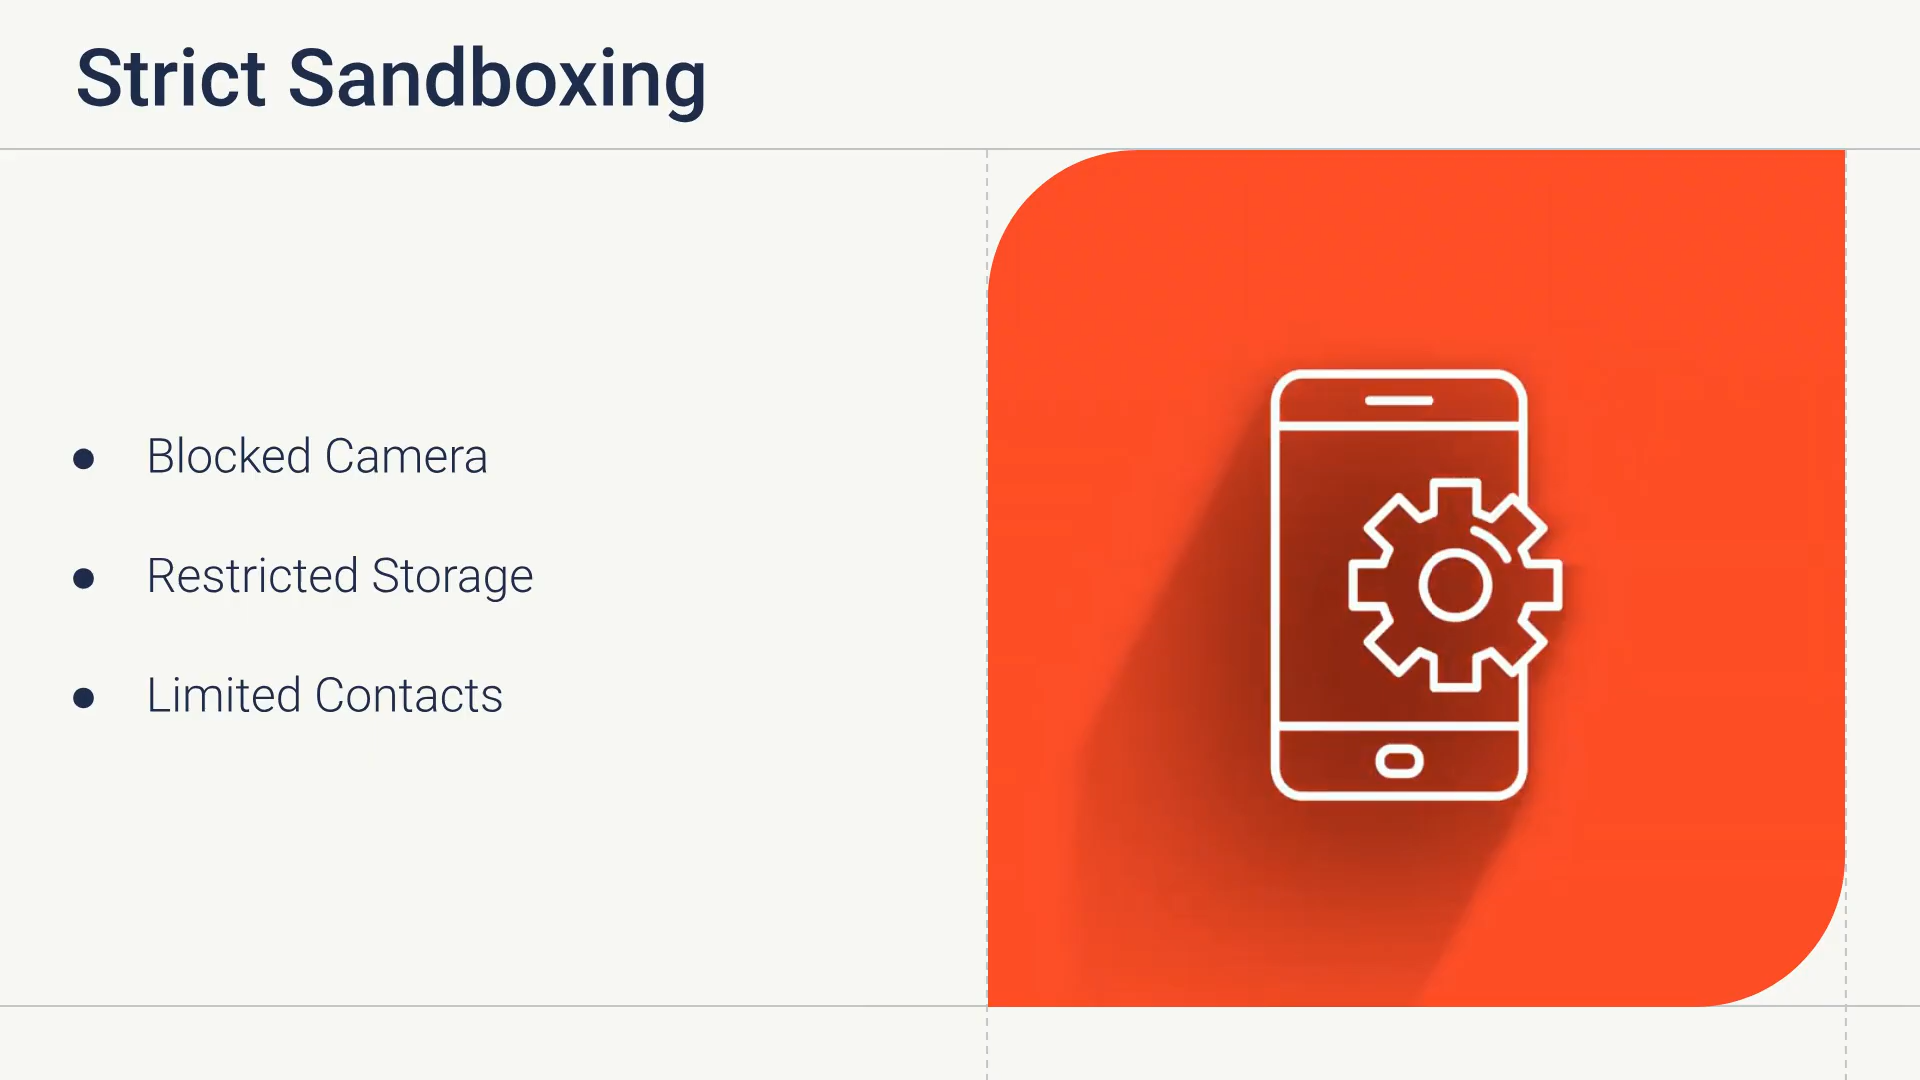 Strict Sandboxing
● Blocked Camera
● Restricted Storage
● Limited Contacts